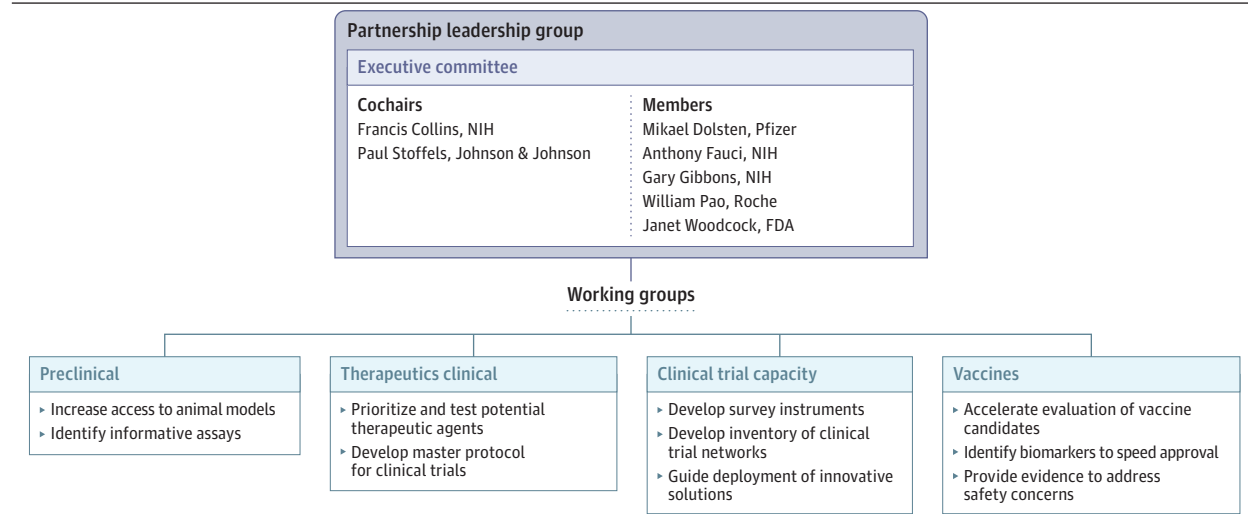 Partnership leadership group
Executive committee
Cochairs
Francis Collins, NIH
Paul Stoffels, Johnson & Johnson
Members
Mikael Dolsten, Pfizer
Anthony Fauci, NIH
Gary Gibbons, NIH
William Pao, Roche
Janet Woodcock, FDA
Working groups
Preclinical
▸ Increase access to animal models
▸ Identify informative assays
Therapeutics clinical
▸ Prioritize and test potential
therapeutic agents
▸ Develop master protocol
for clinical trials
Clinical trial capacity
▸ Develop survey instruments
▸ Develop inventory of clinical
trial networks
▸ Guide deployment of innovative
solutions
Vaccines
▸ Accelerate evaluation of vaccine
candidates
▸ Identify biomarkers to speed approval
▸ Provide evidence to address
safety concerns